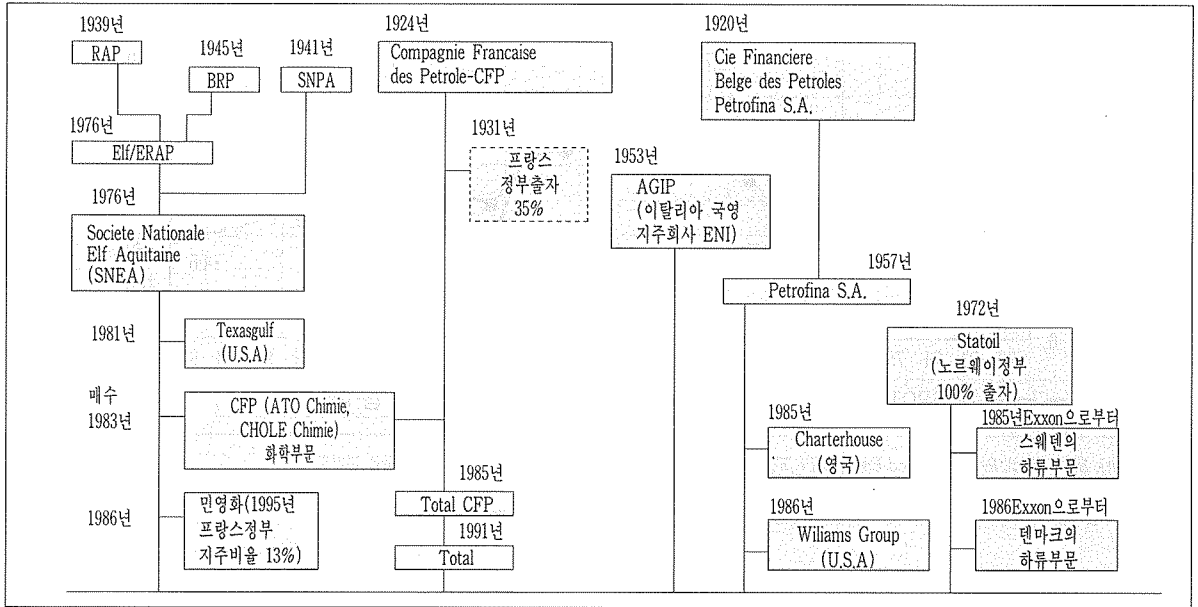 1939년
RAP
1945년
BRP
1941년
SNPA
1976년
Elf/ERAP
1976년
Societe Nationale
Elf Aquitaine
(SNEA)
1981년
Texasgulf
(U.S.A)
매수
1983년
CFP (ATO Chimie,
CHOLE Chimie)
화학부문
1986년
민영화(1995년
프랑스정부
지주비율 13%)
1924년
Compagnie Francaise
des Petrole-CFP
1931년
프랑스
정부출자
35%
1985년
Total CFP
1991년
Total
1953년
AGIP
(이탈리아 국영
지주회사 ENI)
1920년
Cie Financiere
Belge des Petroles
Petrofina S.A.
1957년
Petrofina S.A.
1985년
Charterhouse
(영국)
1986년
Wiliams Group
(U.S.A)
1972년
Statoil
(노르웨이정부
100% 출자)
1985년Exxon으로부터
스웨덴의
하류부문
1986Exxon으로부터
덴마크의
하류부문